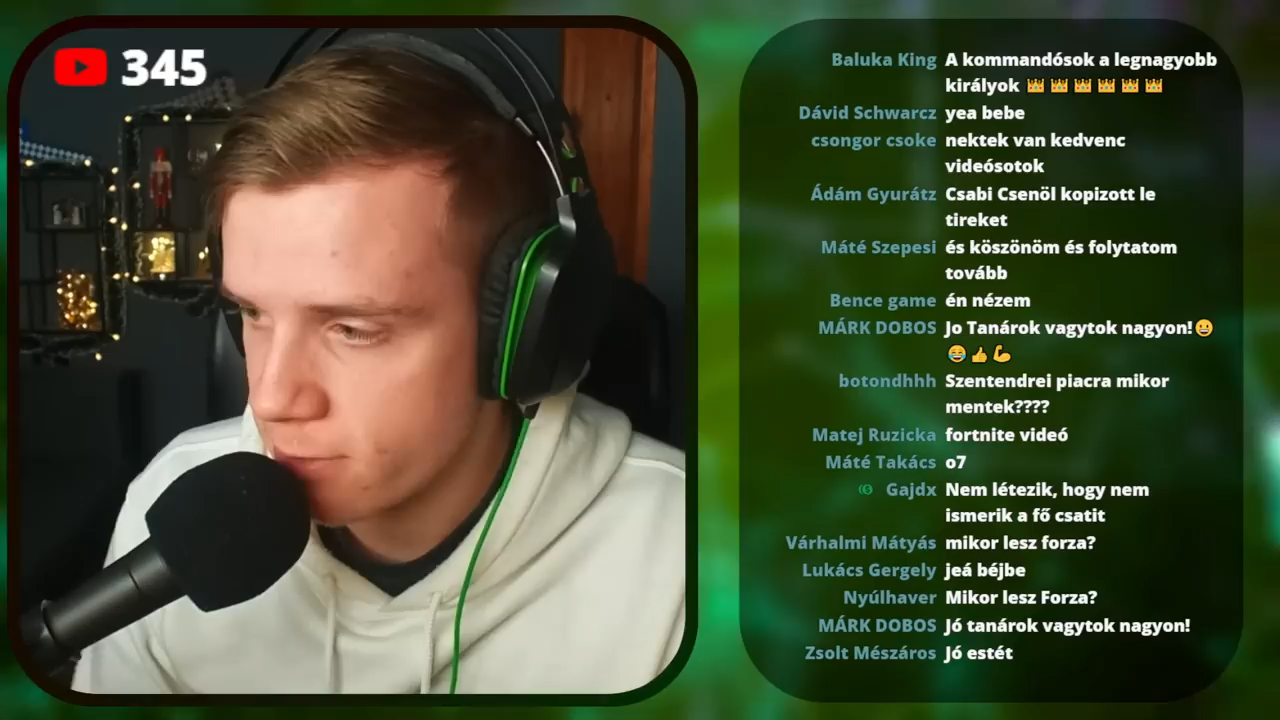 345
Baluka King A kommandósok a legnagyobb
királyok 👑 👑 👑 👑 👑 👑
Dávid Schwarcz yea bebe
csongor csoke nektek van kedvenc
videósotok
Ádám Gyurátz Csabi Csenöl kopizott le
tireket
Máté Szepesi és köszönöm és folytatom
tovább
Bence game én nézem
MÁRK DOBOS Jo Tanárok vagytok nagyon!😀
😂👍💪
botondhhh Szentendrei piacra mikor
mentek????
Matej Ruzicka fortnite videó
Máté Takács o7
Gajdx Nem létezik, hogy nem
ismerik a fő csatit
Várhalmi Mátyás mikor lesz forza?
Lukács Gergely jeá béjbe
Nyúlhaver Mikor lesz Forza?
MÁRK DOBOS Jó tanárok vagytok nagyon!
Zsolt Mészáros Jó estét